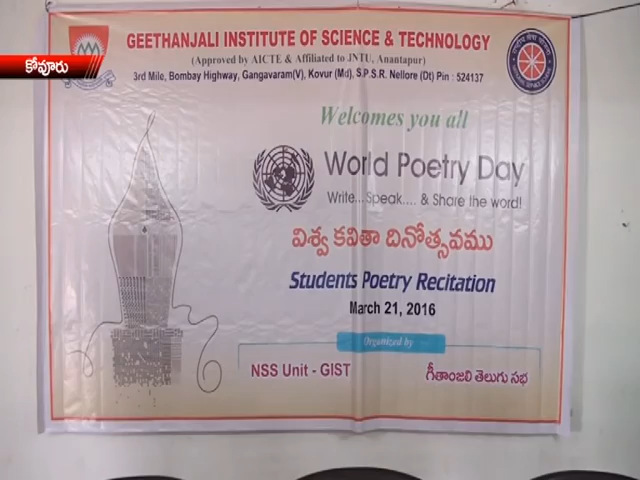 GEETHANJALI INSTITUTE OF SCIENCE & TECHNOLOGY
(Approved by AICTE & Affiliated to JNTU, Anantapur)
కోవూరు
3rd Mile, Bombay Highway, Gangavaram(V), Kovur (Md), S.P.S.R. Nellore (Dt) Pin : 524137
Welcomes you all
World Poetry Day
Write...Speak.... & Share the word!
విశ్వ కవితా దినోత్సవము
Students Poetry Recitation
March 21, 2016
Organized by
NSS Unit - GIST
గీతాంజలి తెలుగు సభ